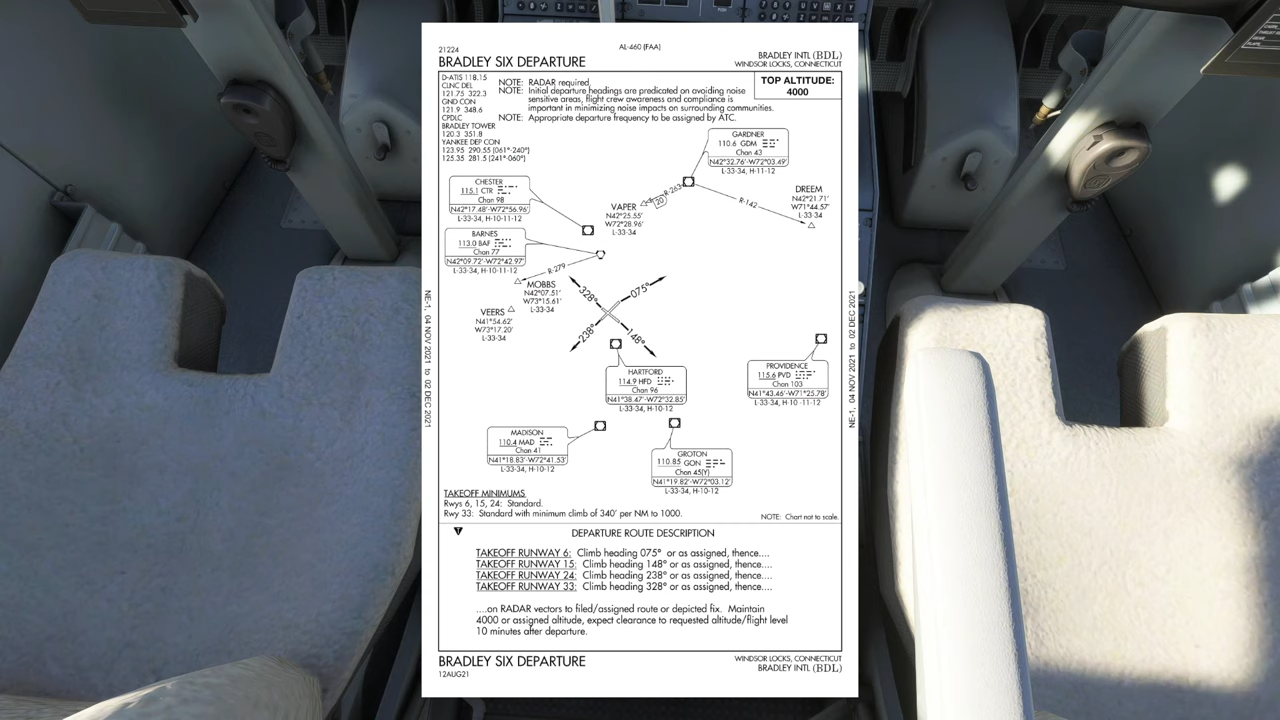 AL-460 (FAA)
21224
BRADLEY SIX DEPARTURE
BRADLEY INTL (BDL)
WINDSOR LOCKS, CONNECTICUT
D-ATIS 118.15
CLNC DEL
121.75 322.3
GND CON
121.9 348.6
CPDLC
BRADLEY TOWER
120.3 351.8
YANKEE DEP CON
123.95 290.55 (061°-240°)
125.35 281.5 (241°-060°)
NOTE: RADAR required.
NOTE: Initial departure headings are predicated on avoiding noise
sensitive areas, flight crew awareness and compliance is
important in minimizing noise impacts on surrounding communities.
NOTE: Appropriate departure frequency to be assigned by ATC.
TOP ALTITUDE:
4000
GARDNER
110.6 GDM
Chan 43
N42°32.76'-W72°03.49'
L-33-34, H-11-12
CHESTER
115.1 CTR
Chan 98
N42°17.48'-W72°56.96'
L-33-34, H-10-11-12
VAPER
N42°25.55'
W72°28.96'
L-33-34
R-263
20
R-142
DREEM
N42°21.71'
W71°44.57'
L-33-34
BARNES
113.0 BAF
Chan 77
N42°09.72'-W72°42.97'
L-33-34, H-10-11-12
R-279
MOBBS
N42°07.51'
W73°15.61'
L-33-34
VEERS
N41°54.62'
W73°17.20'
L-33-34
328°
075°
238°
148°
HARTFORD
114.9 HFD
Chan 96
N41°38.47'-W72°32.85'
L-33-34, H-10-12
PROVIDENCE
115.6 PVD
Chan 103
N41°43.46'-W71°25.78'
L-33-34, H-10-11-12
MADISON
110.4 MAD
Chan 41
N41°18.83'-W72°41.53'
L-33-34, H-10-12
GROTON
110.85 GON
Chan 45(Y)
N41°19.82'-W72°03.12'
L-33-34, H-10-12
TAKEOFF MINIMUMS
Rwys 6, 15, 24: Standard.
Rwy 33: Standard with minimum climb of 340' per NM to 1000.
NOTE: Chart not to scale.
T
DEPARTURE ROUTE DESCRIPTION
TAKEOFF RUNWAY 6: Climb heading 075° or as assigned, thence....
TAKEOFF RUNWAY 15: Climb heading 148° or as assigned, thence....
TAKEOFF RUNWAY 24: Climb heading 238° or as assigned, thence....
TAKEOFF RUNWAY 33: Climb heading 328° or as assigned, thence....
....on RADAR vectors to filed/assigned route or depicted fix. Maintain
4000 or assigned altitude, expect clearance to requested altitude/flight level
10 minutes after departure.
BRADLEY SIX DEPARTURE
12AUG21
WINDSOR LOCKS, CONNECTICUT
BRADLEY INTL (BDL)
NE-1, 04 NOV 2021 to 02 DEC 2021
NE-1, 04 NOV 2021 to 02 DEC 2021